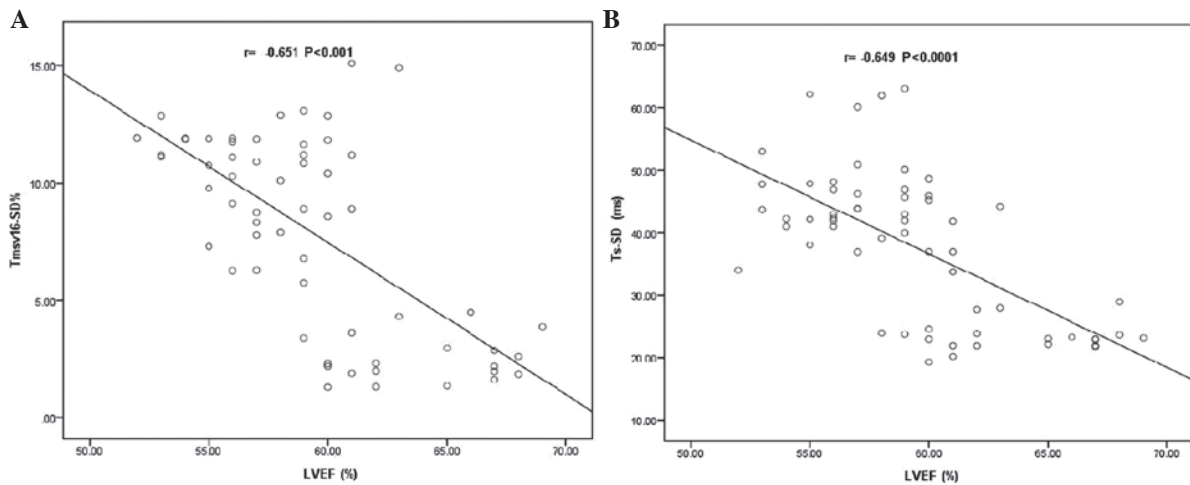 A
r= -0.651 P<0.001
Tmsv16-SD%
15.00
10.00
5.00
.00
50.00 55.00 60.00 65.00 70.00
LVEF (%)
B
r= -0.649 P<0.0001
Ts-SD (ms)
70.00
60.00
50.00
40.00
30.00
20.00
10.00
50.00 55.00 60.00 65.00 70.00
LVEF (%)